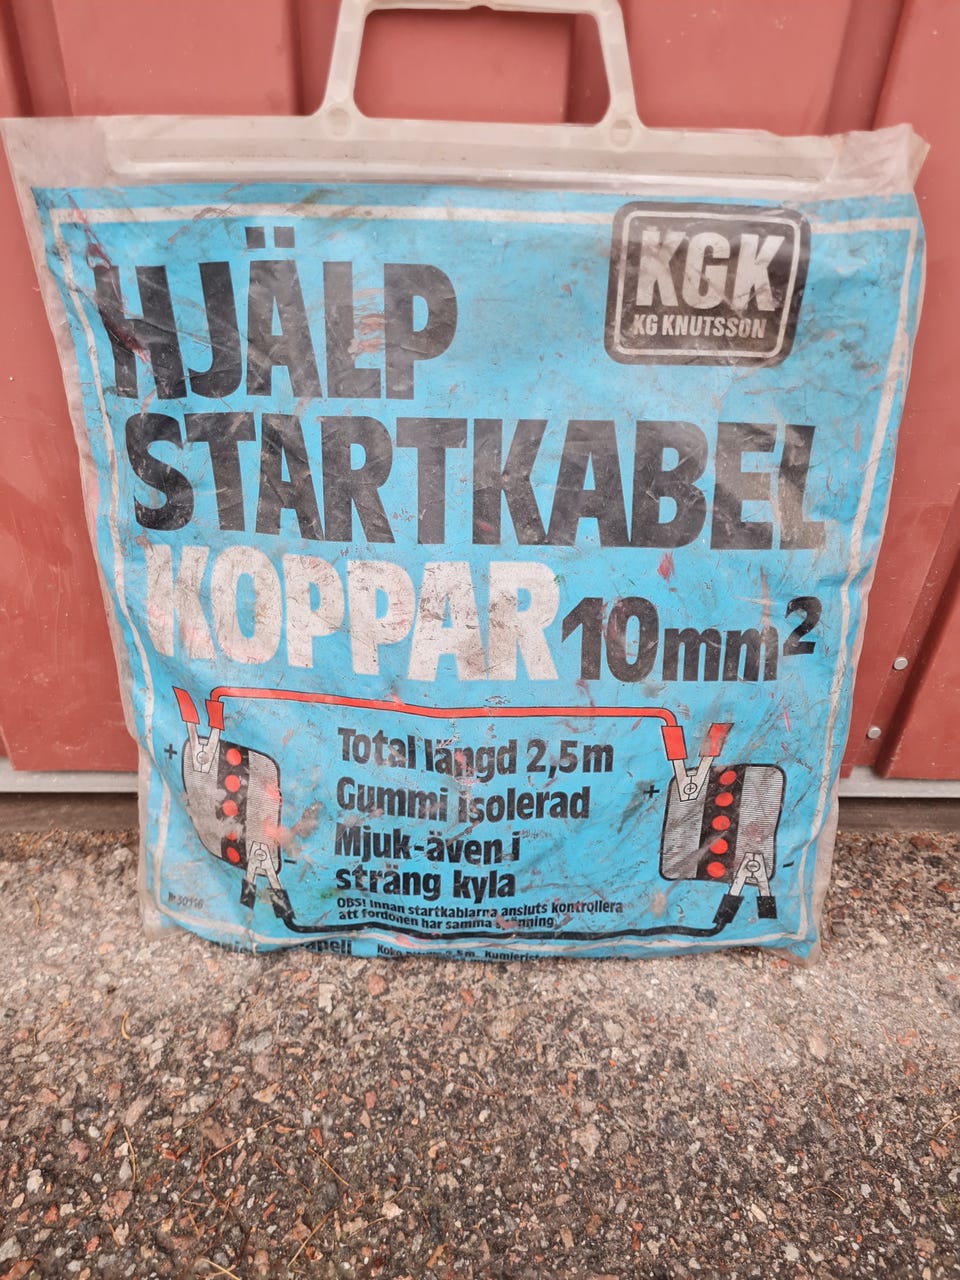 KGK
KG KNUTSSON
HJÄLP
STARTKABEL
KOPPAR 10mm²
Total längd 2,5m
Gummi isolerad
Mjuk-även i
sträng kyla
OBS! Innan startkablarna ansluts kontrollera
att fordonen har samma spänning
+
-
+
-